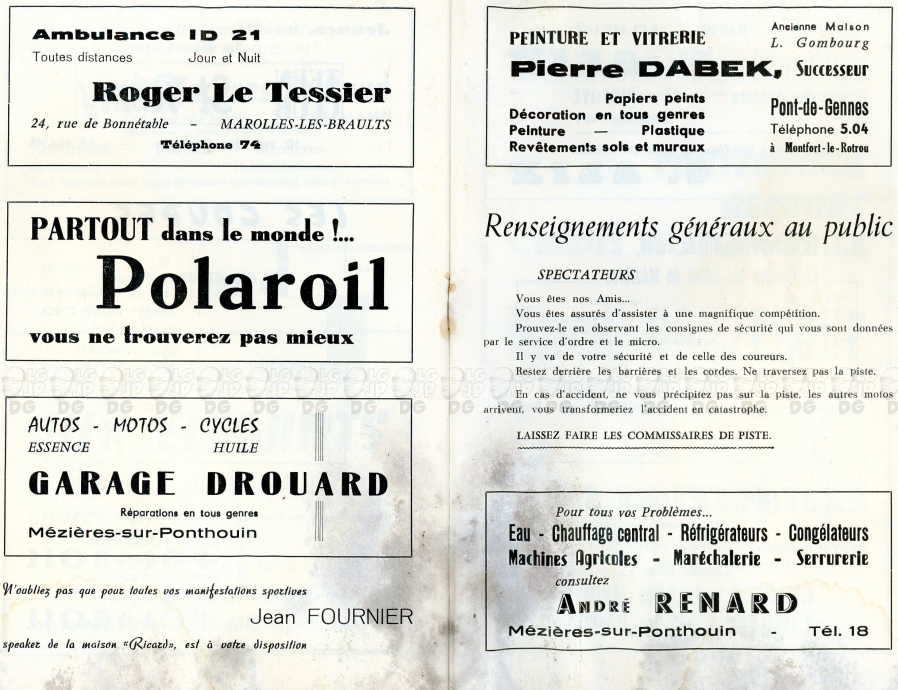 Ambulance ID 21
Toutes distances Jour et Nuit
Roger Le Tessier
24, rue de Bonnétable - MAROLLES-LES-BRAULTS
Téléphone 74
PARTOUT dans le monde !...
Polaroil
vous ne trouverez pas mieux
AUTOS - MOTOS - CYCLES
ESSENCE HUILE
GARAGE DROUARD
Réparations en tous genres
Mézières-sur-Ponthouin
N'oubliez pas que pour toutes vos manifestations sportives
Jean FOURNIER
speaker de la maison "Ricard", est à votre disposition
PEINTURE ET VITRERIE
Ancienne Maison
L. Gombourg
Pierre DABEK, Successeur
Papiers peints
Décoration en tous genres
Peinture — Plastique
Revêtements sols et muraux
Pont-de-Gennes
Téléphone 5.04
à Montfort-le-Rotrou
Renseignements généraux au public
SPECTATEURS
Vous êtes nos Amis...
Vous êtes assurés d'assister à une magnifique compétition.
Prouvez-le en observant les consignes de sécurité qui vous sont données
par le service d'ordre et le micro.
Il y va de votre sécurité et de celle des coureurs.
Restez derrière les barrières et les cordes. Ne traversez pas la piste.
En cas d'accident, ne vous précipitez pas sur la piste, les autres motos
arrivent, vous transformeriez l'accident en catastrophe.
LAISSEZ FAIRE LES COMMISSAIRES DE PISTE.
Pour tous vos Problèmes...
Eau - Chauffage central - Réfrigérateurs - Congélateurs
Machines Agricoles - Maréchalerie - Serrurerie
consultez
ANDRÉ RENARD
Mézières-sur-Ponthouin - Tél. 18